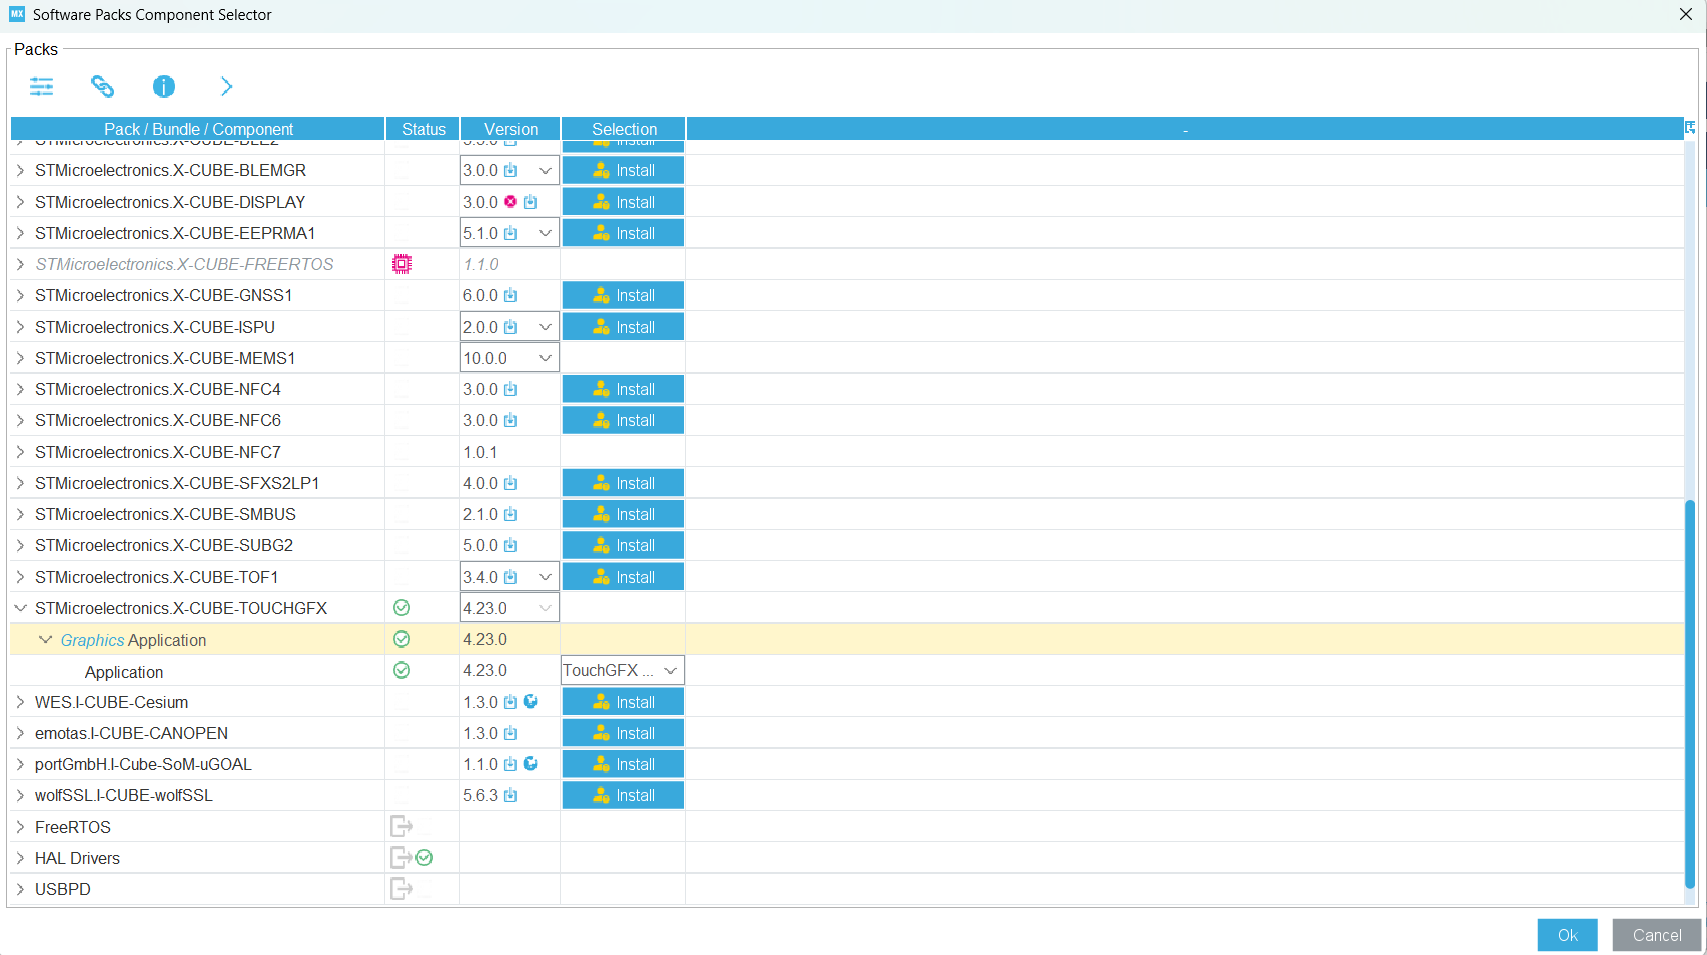 MX Software Packs Component Selector
Packs
Pack / Bundle / Component Status Version Selection -
STMicroelectronics.X-CUBE-BLE2 Install
STMicroelectronics.X-CUBE-BLEMGR 3.0.0 Install
STMicroelectronics.X-CUBE-DISPLAY 3.0.0 Install
STMicroelectronics.X-CUBE-EEPRMA1 5.1.0 Install
STMicroelectronics.X-CUBE-FREERTOS 1.1.0
STMicroelectronics.X-CUBE-GNSS1 6.0.0 Install
STMicroelectronics.X-CUBE-ISPU 2.0.0 Install
STMicroelectronics.X-CUBE-MEMS1 10.0.0
STMicroelectronics.X-CUBE-NFC4 3.0.0 Install
STMicroelectronics.X-CUBE-NFC6 3.0.0 Install
STMicroelectronics.X-CUBE-NFC7 1.0.1
STMicroelectronics.X-CUBE-SFXS2LP1 4.0.0 Install
STMicroelectronics.X-CUBE-SMBUS 2.1.0 Install
STMicroelectronics.X-CUBE-SUBG2 5.0.0 Install
STMicroelectronics.X-CUBE-TOF1 3.4.0 Install
STMicroelectronics.X-CUBE-TOUCHGFX 4.23.0
Graphics Application 4.23.0
Application 4.23.0 TouchGFX ...
WES.I-CUBE-Cesium 1.3.0 Install
emotas.I-CUBE-CANOPEN 1.3.0 Install
portGmbH.I-Cube-SoM-uGOAL 1.1.0 Install
wolfSSL.I-CUBE-wolfSSL 5.6.3 Install
FreeRTOS
HAL Drivers
USBPD
Ok Cancel